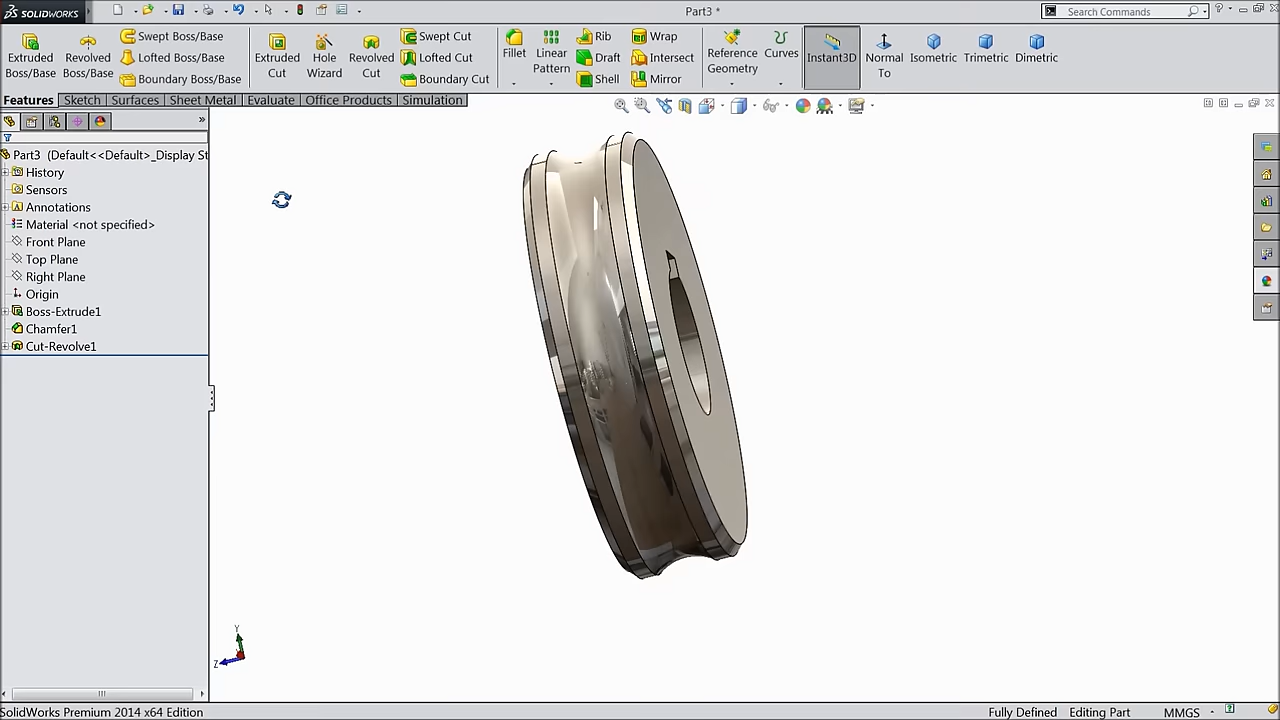 SOLIDWORKS
Part3 *
Search Commands
Extruded Boss/Base
Revolved Boss/Base
Swept Boss/Base
Lofted Boss/Base
Boundary Boss/Base
Extruded Cut
Hole Wizard
Revolved Cut
Swept Cut
Lofted Cut
Boundary Cut
Fillet
Linear Pattern
Rib
Draft
Shell
Wrap
Intersect
Mirror
Reference Geometry
Curves
Instant3D
Normal To
Isometric
Trimetric
Dimetric
Features
Sketch
Surfaces
Sheet Metal
Evaluate
Office Products
Simulation
Part3 (Default<<Default>_Display St
History
Sensors
Annotations
Material <not specified>
Front Plane
Top Plane
Right Plane
Origin
Boss-Extrude1
Chamfer1
Cut-Revolve1
Y
Z
SolidWorks Premium 2014 x64 Edition
Fully Defined
Editing Part
MMGS